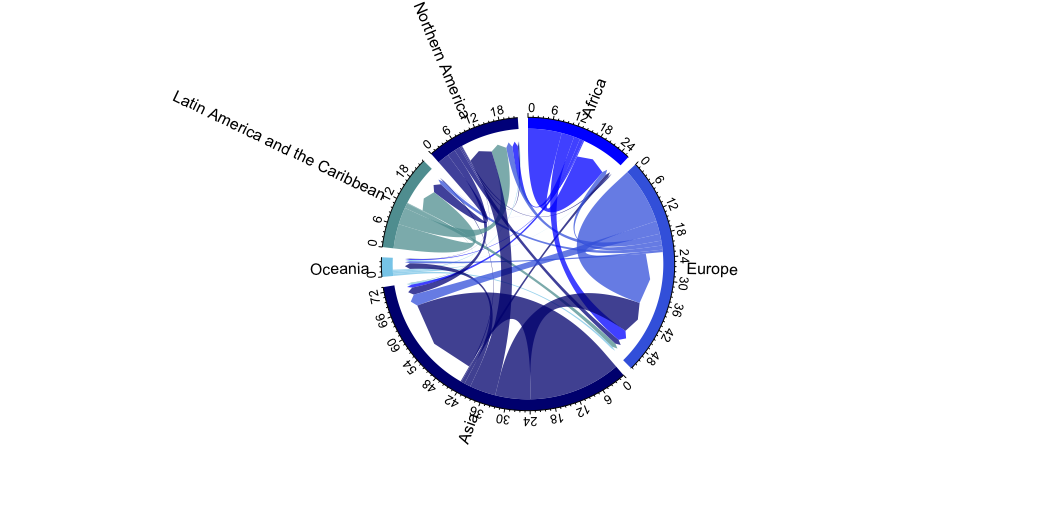 Northern America
Africa
Latin America and the Caribbean
Oceania
Europe
Asia
0 6 12 18 24
0 6 12 18 24 30 36 42 48
0 6 12 18 24 30 36 42 48 54 60 66 72
0
0 6 12 18
0 6 12 18